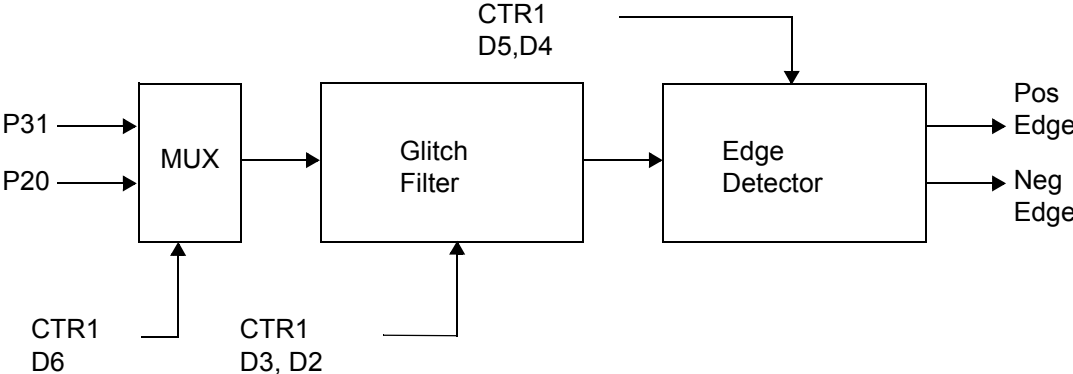 CTR1
D5,D4
P31
P20
MUX
Glitch
Filter
Edge
Detector
Pos
Edge
Neg
Edge
CTR1
D6
CTR1
D3, D2